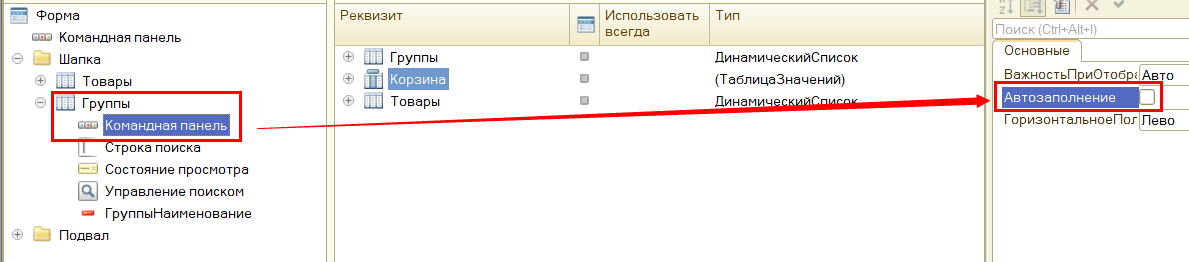 Форма
Командная панель
Шапка
Товары
Группы
Командная панель
Строка поиска
Состояние просмотра
Управление поиском
ГруппыНаименование
Подвал
Реквизит
Использовать
всегда
Тип
Группы
ДинамическийСписок
Корзина
(ТаблицаЗначений)
Товары
ДинамическийСписок
Поиск (Ctrl+Alt+I)
Основные
ВажностьПриОтобра
Авто
Автозаполнение
ГоризонтальноеПол
Лево